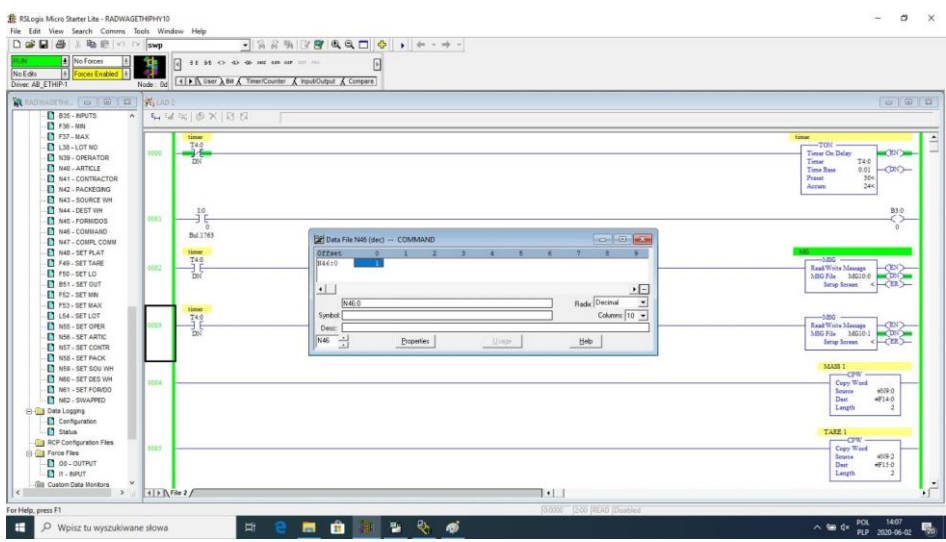 RSLogix Micro Starter Lite - RADWAGETHIPHY10
File Edit View Search Comms Tools Window Help
swp
RUN No Forces
No Edits Forces Enabled
Driver: AB_ETHIP-1 Node: 0d
User Bit Timer/Counter Input/Output Compare
LAD 2
B35 - INPUTS
F36 - MIN
F37 - MAX
L38 - LOT NO
N39 - OPERATOR
N40 - ARTICLE
N41 - CONTRACTOR
N42 - PACKEGING
N43 - SOURCE WH
N44 - DEST WH
N45 - FORM/DOS
N46 - COMMAND
N47 - COMPL COMM
N48 - SET PLAT
F49 - SET TARE
F50 - SET LO
B51 - SET OUT
F52 - SET MIN
F53 - SET MAX
L54 - SET LOT
N55 - SET OPER
N56 - SET ARTIC
N57 - SET CONTR
N58 - SET PACK
N59 - SET SOU WH
N60 - SET DES WH
N61 - SET FOR/DO
N62 - SWAPPED
Data Logging
Configuration
Status
RCP Configuration Files
Force Files
O0 - OUTPUT
I1 - INPUT
Custom Data Monitors
0000
timer
T4:0
DN
timer
TON
Timer On Delay
Timer T4:0
Time Base 0.01
Preset 30<
Accum 24<
EN
DN
0001
I:0
0
Bul.1763
B3:0
0
0002
timer
T4:0
DN
MG
MSG
Read/Write Message
MSG File MG10:0
Setup Screen <
EN
DN
ER
0003
timer
T4:0
DN
MSG
Read/Write Message
MSG File MG10:1
Setup Screen <
EN
DN
ER
0004
MASS 1
CPW
Copy Word
Source #N9:0
Dest #F14:0
Length 2
0005
TARE 1
CPW
Copy Word
Source #N9:2
Dest #F15:0
Length 2
Data File N46 (dec) -- COMMAND
Offset 0 1 2 3 4 5 6 7 8 9
N46:0 1
N46:0
Radix: Decimal
Symbol:
Columns: 10
Desc:
N46
Properties Usage Help
File 2
For Help, press F1
0:0000 2:00 READ Disabled
Wpisz tu wyszukiwane słowa
POL
PLP
14:07
2020-06-02
20